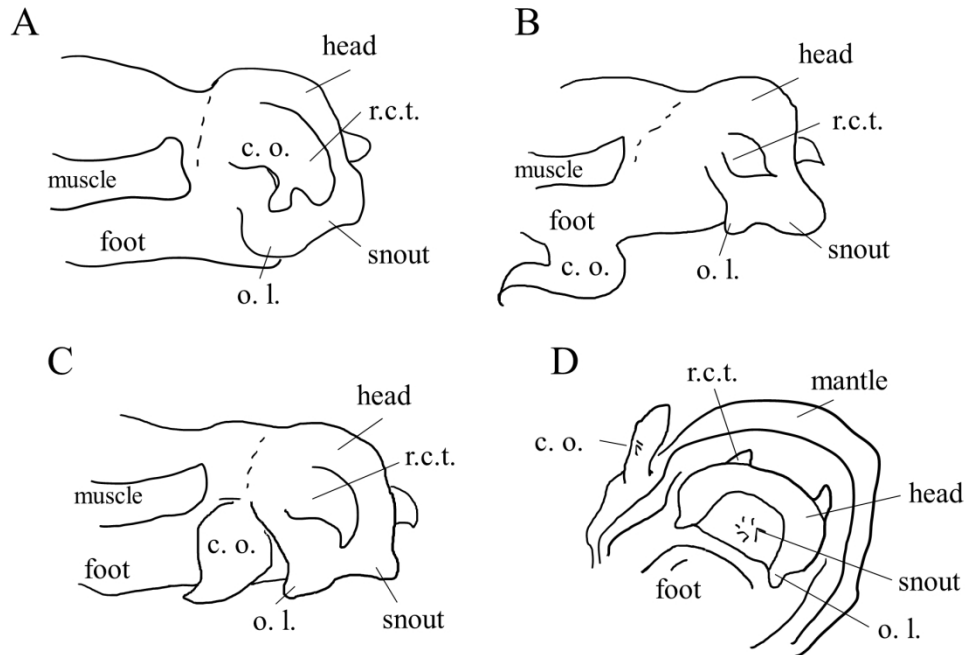 A
head
r.c.t.
c. o.
muscle
foot
snout
o. l.
B
head
r.c.t.
muscle
foot
snout
c. o.
o. l.
C
head
r.c.t.
muscle
c. o.
foot
snout
o. l.
D
r.c.t.
mantle
c. o.
head
foot
snout
o. l.